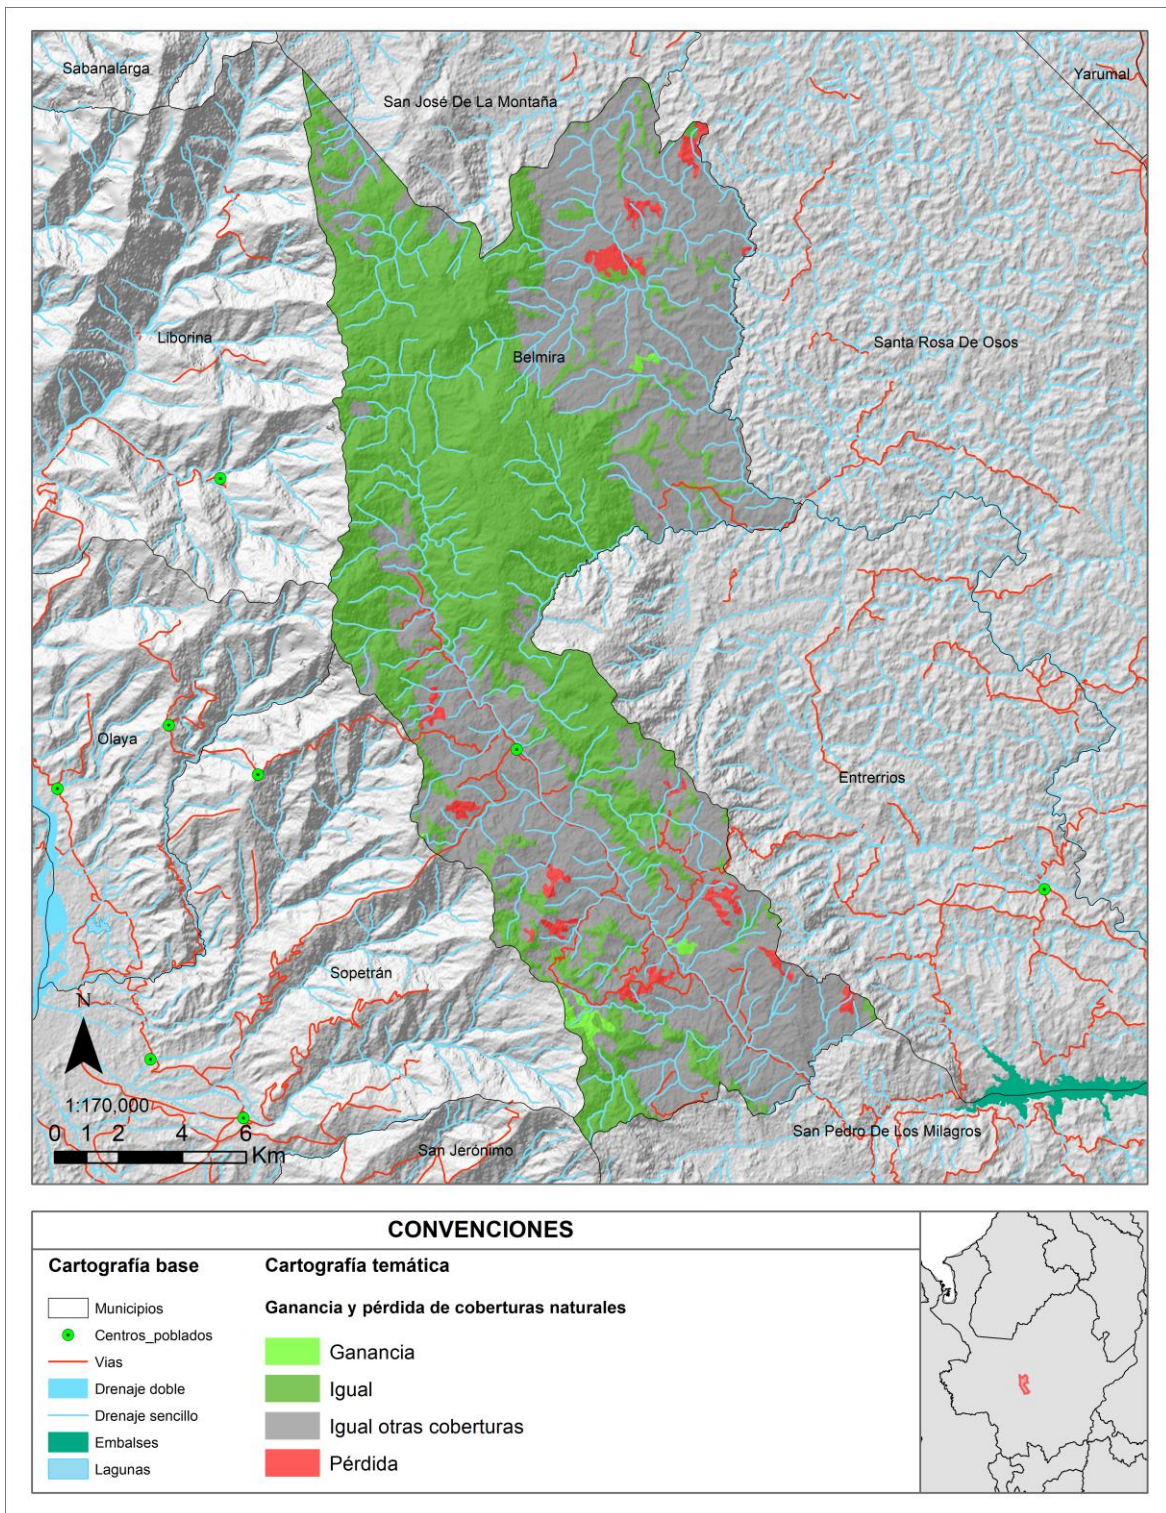 Sabanalarga
San José De La Montaña
Yarumal
Liborina
Belmira
Santa Rosa De Osos
Olaya
Entrerrios
Sopetrán
N
1:170,000
0 1 2 4 6
Km
San Jerónimo
San Pedro De Los Milagros
CONVENCIONES
Cartografía base
Municipios
Centros_poblados
Vias
Drenaje doble
Drenaje sencillo
Embalses
Lagunas
Cartografía temática
Ganancia y pérdida de coberturas naturales
Ganancia
Igual
Igual otras coberturas
Pérdida